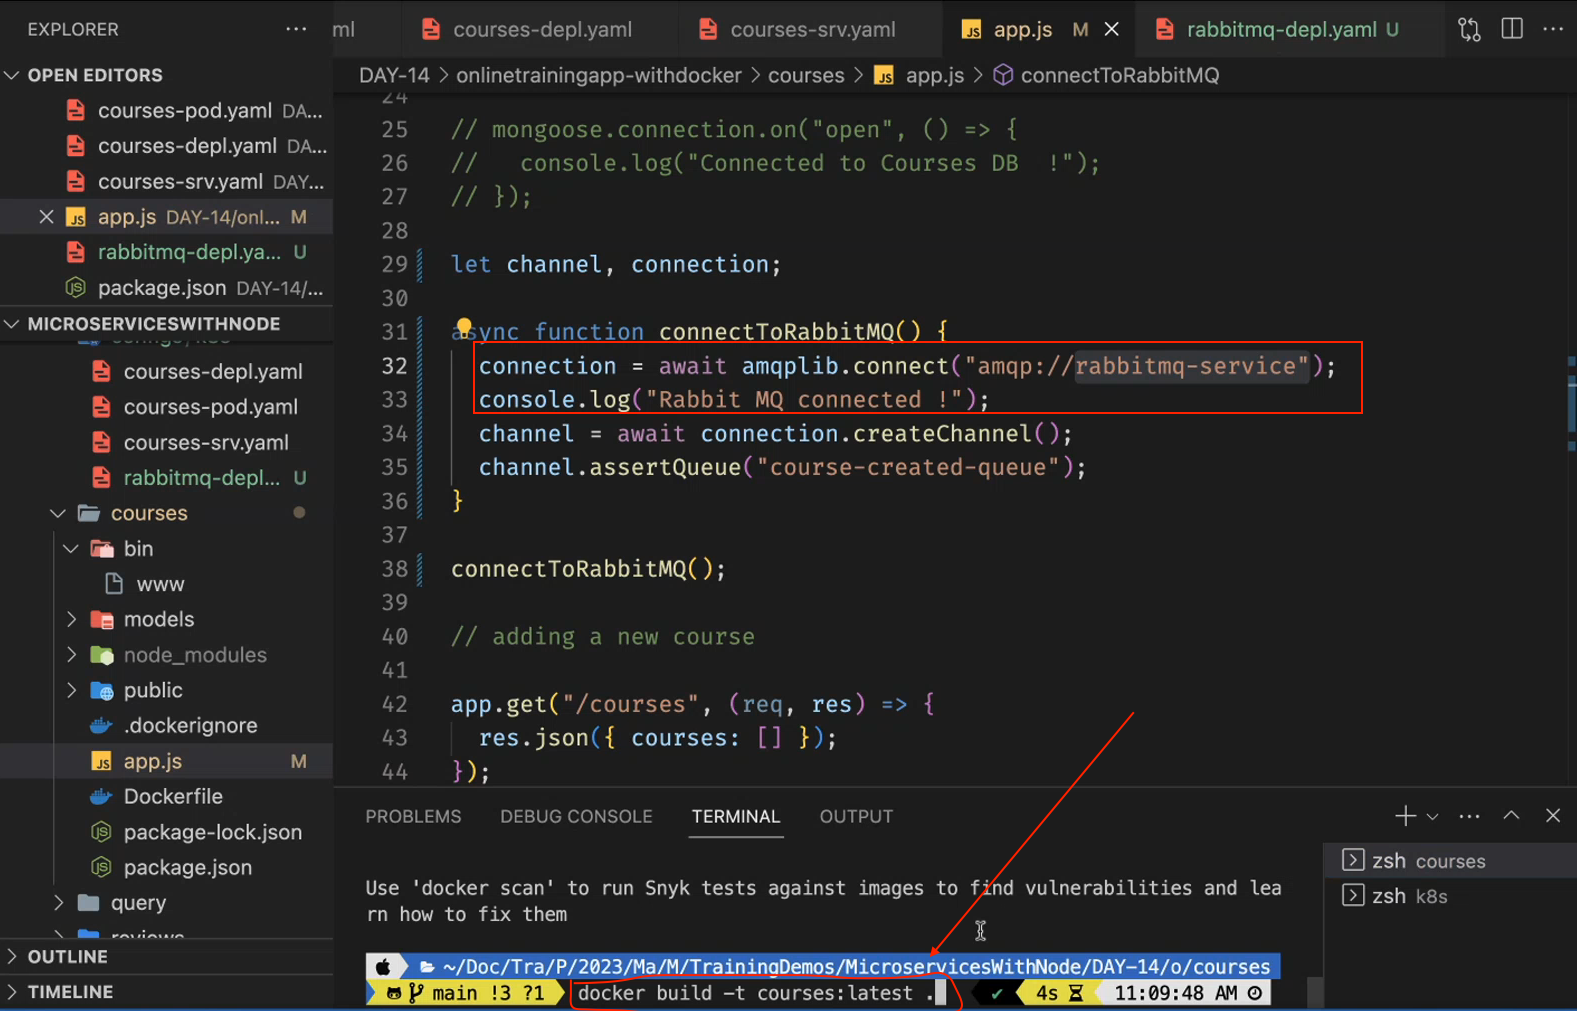 EXPLORER
ml
courses-depl.yaml
courses-srv.yaml
JS app.js M
rabbitmq-depl.yaml U
OPEN EDITORS
courses-pod.yaml DA...
courses-depl.yaml DA...
courses-srv.yaml DAY...
JS app.js DAY-14/onl... M
rabbitmq-depl.ya... U
package.json DAY-14/...
MICROSERVICESWITHNODE
courses-depl.yaml
courses-pod.yaml
courses-srv.yaml
rabbitmq-depl... U
courses
bin
www
models
node_modules
public
.dockerignore
JS app.js M
Dockerfile
package-lock.json
package.json
query
reviews
OUTLINE
TIMELINE
DAY-14 > onlinetrainingapp-withdocker > courses > JS app.js > connectToRabbitMQ
24
25 // mongoose.connection.on("open", () => {
26 //   console.log("Connected to Courses DB  !");
27 // });
28
29 let channel, connection;
30
31 async function connectToRabbitMQ() {
32   connection = await amqplib.connect("amqp://rabbitmq-service");
33   console.log("Rabbit MQ connected !");
34   channel = await connection.createChannel();
35   channel.assertQueue("course-created-queue");
36 }
37
38 connectToRabbitMQ();
39
40 // adding a new course
41
42 app.get("/courses", (req, res) => {
43   res.json({ courses: [] });
44 });
PROBLEMS DEBUG CONSOLE TERMINAL OUTPUT
Use 'docker scan' to run Snyk tests against images to find vulnerabilities and lea
rn how to fix them
~/Doc/Tra/P/2023/Ma/M/TrainingDemos/MicroservicesWithNode/DAY-14/o/courses
main !3 ?1 docker build -t courses:latest . ✔ 4s 11:09:48 AM
zsh courses
zsh k8s